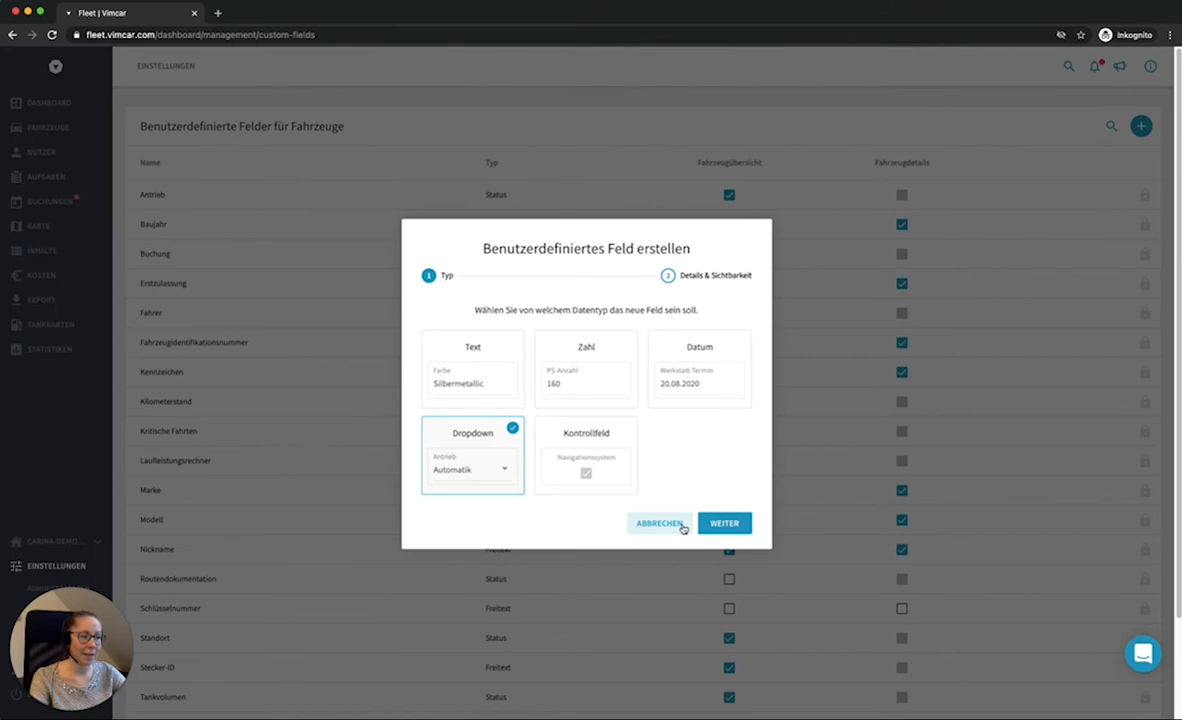 Fleet | Vimcar
fleet.vimcar.com/dashboard/management/custom-fields
Inkognito
EINSTELLUNGEN
DASHBOARD
FAHRZEUGE
NUTZER
AUFGABEN
BUCHUNGEN
KARTE
INHALTE
KOSTEN
EXPORT
TANKKARTEN
STATISTIKEN
CARINA-DEMO...
EINSTELLUNGEN
Benutzerdefinierte Felder für Fahrzeuge
Name Typ Fahrzeugübersicht Fahrzeugdetails
Antrieb Status
Baujahr
Buchung
Erstzulassung
Fahrer
Fahrzeugidentifikationsnummer
Kennzeichen
Kilometerstand
Kritische Fahrten
Laufleistungsrechner
Marke
Modell
Nickname Freitext
Routendokumentation Status
Schlüsselnummer Freitext
Standort Status
Stecker-ID Freitext
Tankvolumen Status
Benutzerdefiniertes Feld erstellen
1 Typ 2 Details & Sichtbarkeit
Wählen Sie von welchem Datentyp das neue Feld sein soll.
Text Zahl Datum
Farbe PS-Anzahl Werkstatt-Termin
Silbermetallic 160 20.08.2020
Dropdown Kontrollfeld
Antrieb Navigationssystem
Automatik
ABBRECHEN WEITER